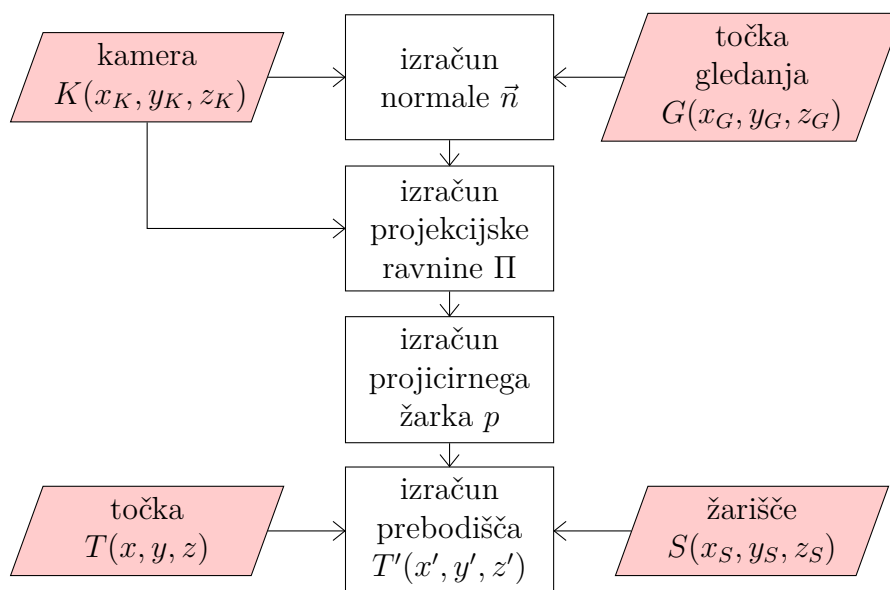 kamera
K(x_K, y_K, z_K)
izračun
normale n⃗
točka
gledanja
G(x_G, y_G, z_G)
izračun
projekcijske
ravnine Π
izračun
projicirnega
žarka p
točka
T(x, y, z)
izračun
prebodišča
T′(x′, y′, z′)
žarišče
S(x_S, y_S, z_S)